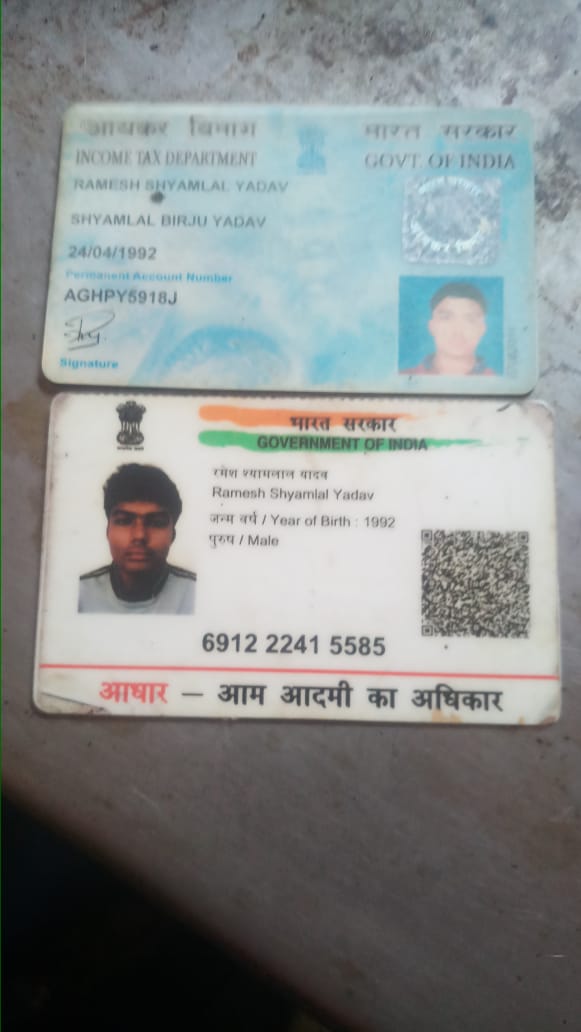 आयकर विभाग
भारत सरकार
INCOME TAX DEPARTMENT
GOVT. OF INDIA
RAMESH SHYAMLAL YADAV
SHYAMLAL BIRJU YADAV
24/04/1992
Permanent Account Number
AGHPY5918J
Signature
भारत सरकार
GOVERNMENT OF INDIA
रमेश श्यामलाल यादव
Ramesh Shyamlal Yadav
जन्म वर्ष / Year of Birth : 1992
पुरुष / Male
6912 2241 5585
आधार — आम आदमी का अधिकार